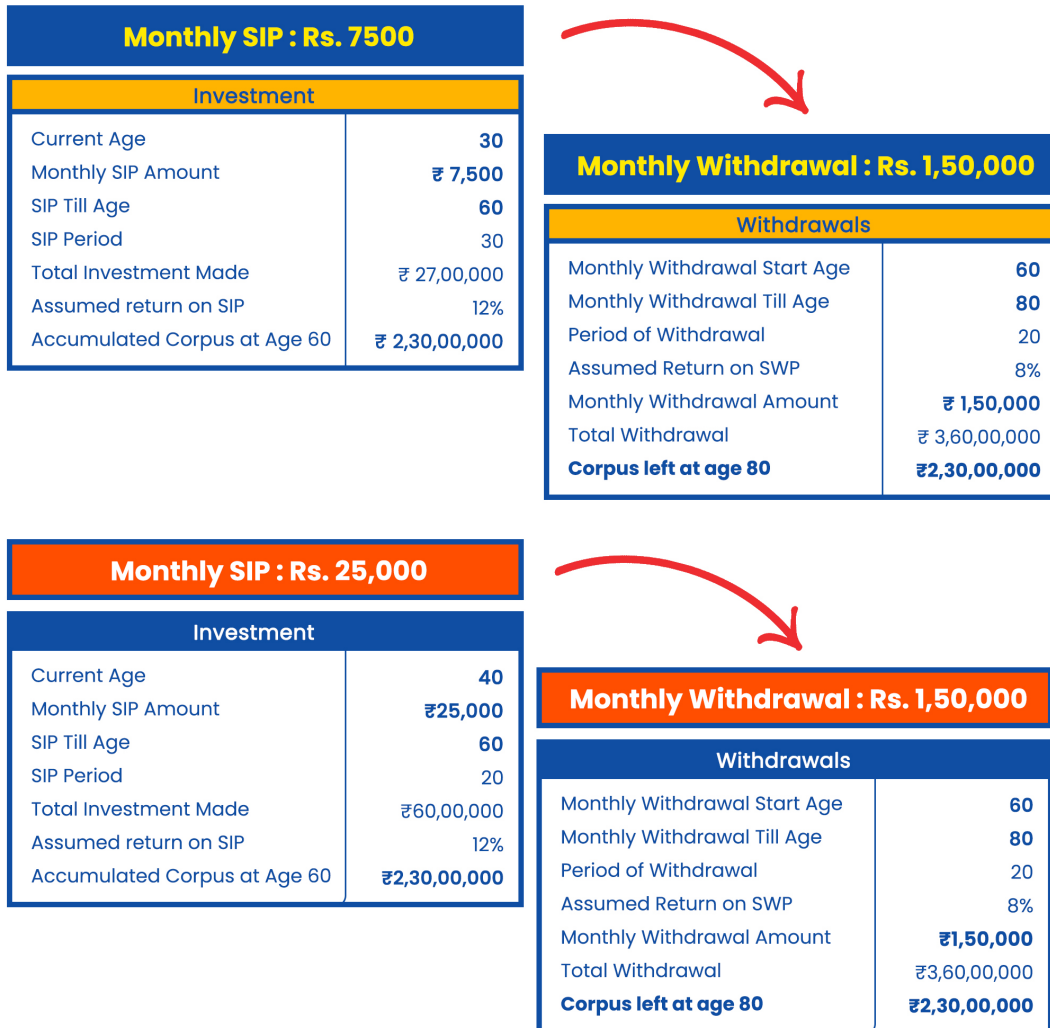 Monthly SIP : Rs. 7500
Investment
Current Age 30
Monthly SIP Amount ₹ 7,500
SIP Till Age 60
SIP Period 30
Total Investment Made ₹ 27,00,000
Assumed return on SIP 12%
Accumulated Corpus at Age 60 ₹ 2,30,00,000
Monthly Withdrawal : Rs. 1,50,000
Withdrawals
Monthly Withdrawal Start Age 60
Monthly Withdrawal Till Age 80
Period of Withdrawal 20
Assumed Return on SWP 8%
Monthly Withdrawal Amount ₹ 1,50,000
Total Withdrawal ₹ 3,60,00,000
Corpus left at age 80 ₹2,30,00,000
Monthly SIP : Rs. 25,000
Investment
Current Age 40
Monthly SIP Amount ₹25,000
SIP Till Age 60
SIP Period 20
Total Investment Made ₹60,00,000
Assumed return on SIP 12%
Accumulated Corpus at Age 60 ₹2,30,00,000
Monthly Withdrawal : Rs. 1,50,000
Withdrawals
Monthly Withdrawal Start Age 60
Monthly Withdrawal Till Age 80
Period of Withdrawal 20
Assumed Return on SWP 8%
Monthly Withdrawal Amount ₹1,50,000
Total Withdrawal ₹3,60,00,000
Corpus left at age 80 ₹2,30,00,000